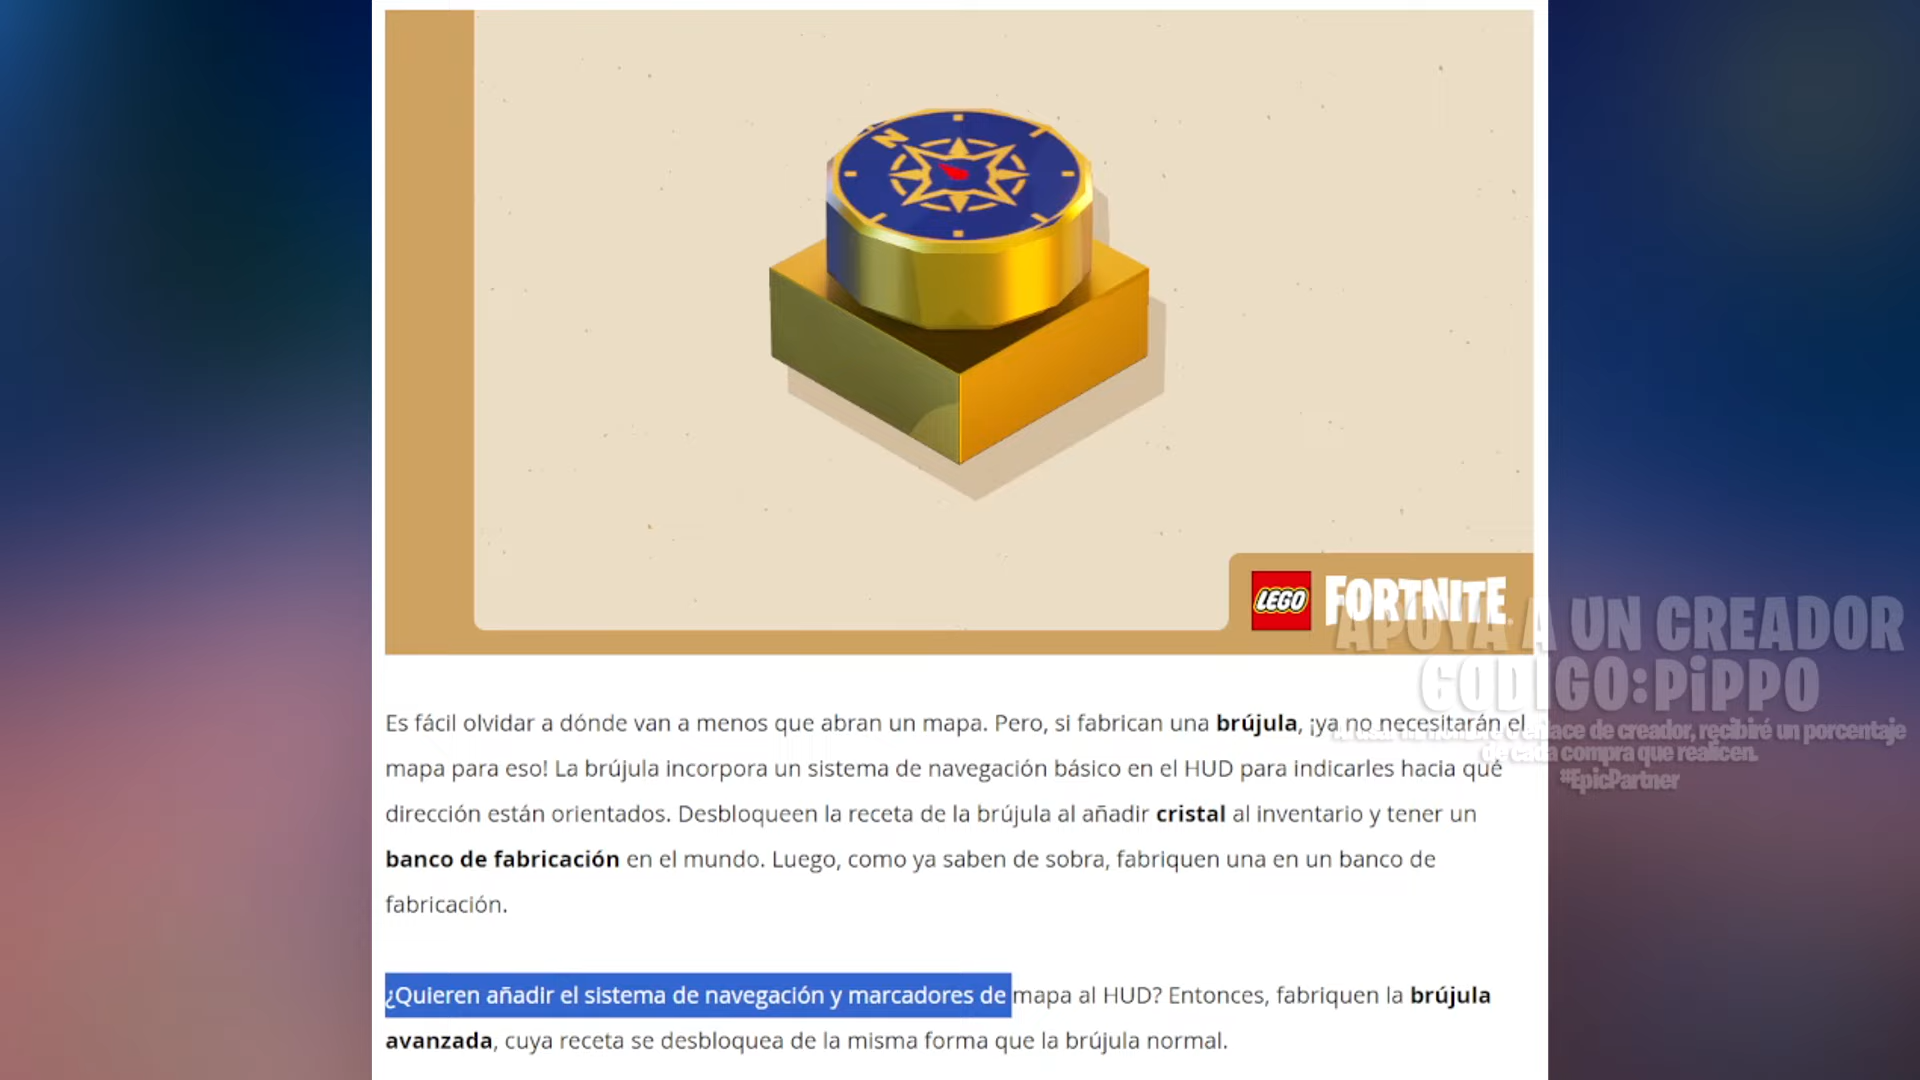 N
LEGO FORTNITE
APOYA A UN CREADOR
CODIGO:PiPPO
enlace de creador, recibiré un porcentaje
de cada compra que realicen.
#EpicPartner
Es fácil olvidar a dónde van a menos que abran un mapa. Pero, si fabrican una brújula, ¡ya no necesitarán el
mapa para eso! La brújula incorpora un sistema de navegación básico en el HUD para indicarles hacia qué
dirección están orientados. Desbloqueen la receta de la brújula al añadir cristal al inventario y tener un
banco de fabricación en el mundo. Luego, como ya saben de sobra, fabriquen una en un banco de
fabricación.
¿Quieren añadir el sistema de navegación y marcadores de mapa al HUD? Entonces, fabriquen la brújula
avanzada, cuya receta se desbloquea de la misma forma que la brújula normal.